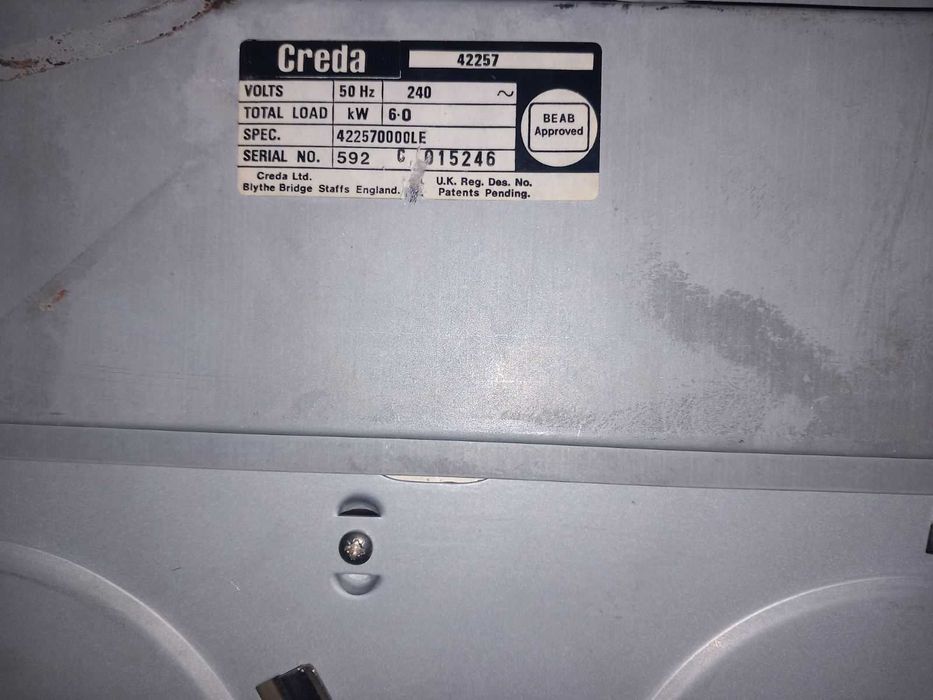 Creda 42257
VOLTS 50 Hz 240 ~
TOTAL LOAD kW 6·0
SPEC. 422570000LE
SERIAL NO. 592 C 015246
BEAB
Approved
Creda Ltd.
Blythe Bridge Staffs England.
U.K. Reg. Des. No.
Patents Pending.